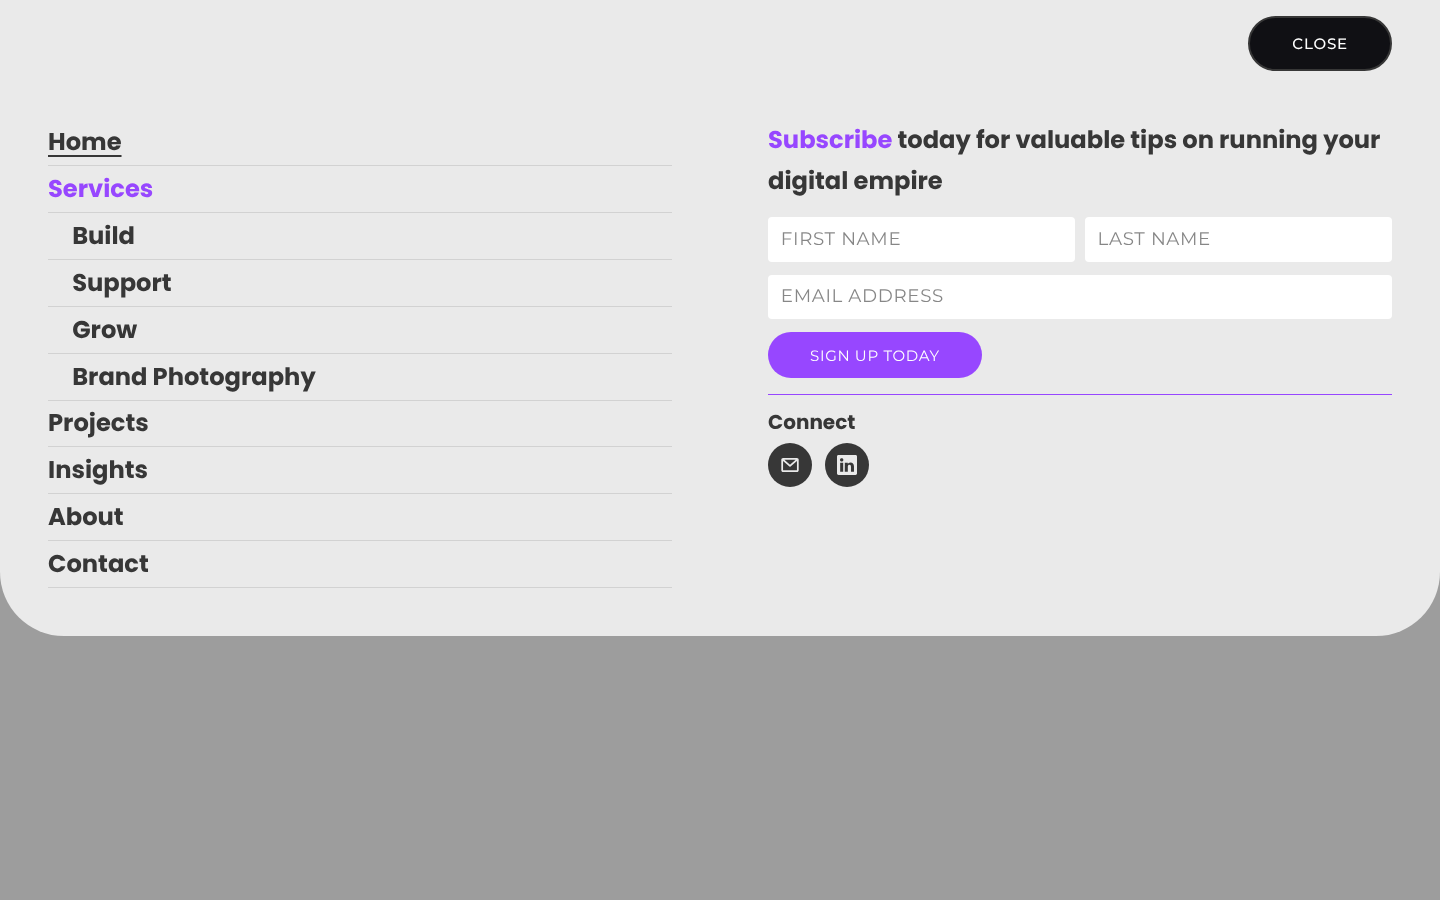 CLOSE
Home
Services
Build
Support
Grow
Brand Photography
Projects
Insights
About
Contact
Subscribe today for valuable tips on running your
digital empire
FIRST NAME
LAST NAME
EMAIL ADDRESS
SIGN UP TODAY
Connect